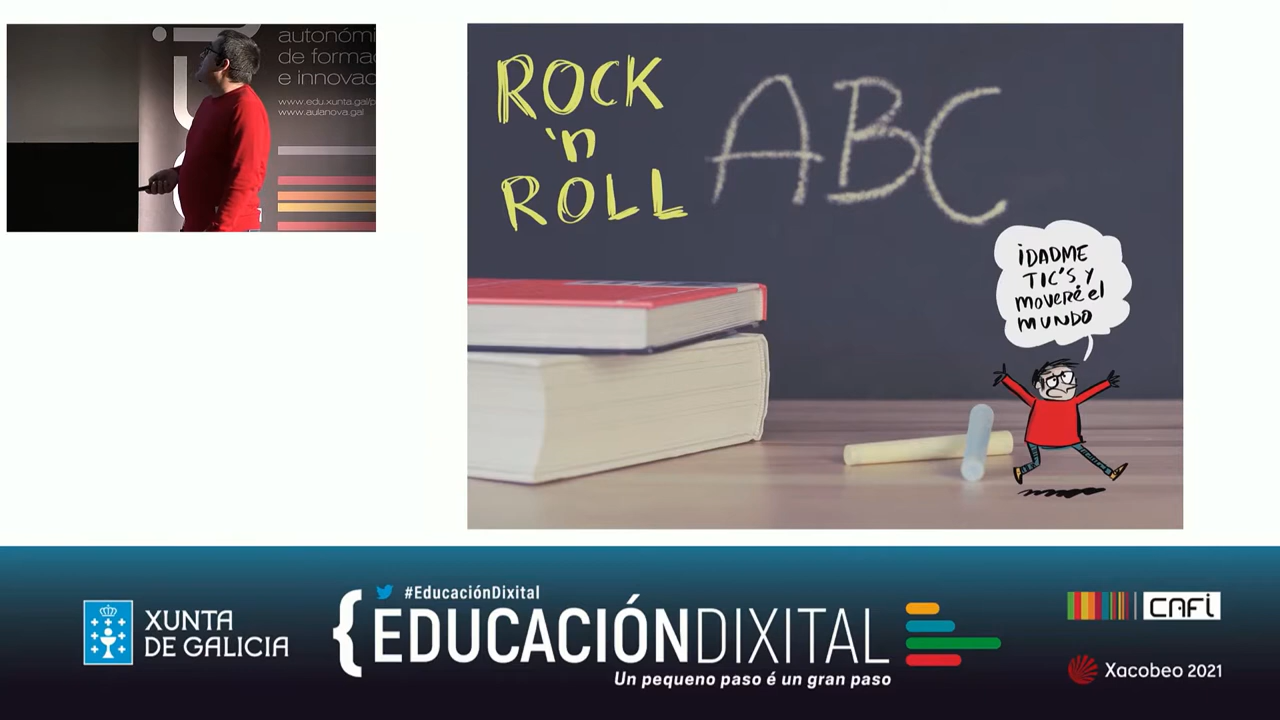 autonómi
de forma
e innovac
www.edu.xunta.gal/p
www.aulanova.gal
ROCK
'n
ROLL
ABC
¡DADME
TIC'S, Y
MOVERÉ el
MUNDO
XUNTA
DE GALICIA
#EducaciónDixital
{EDUCACIÓNDIXITAL
Un pequeno paso é un gran paso
CAFi
Xacobeo 2021